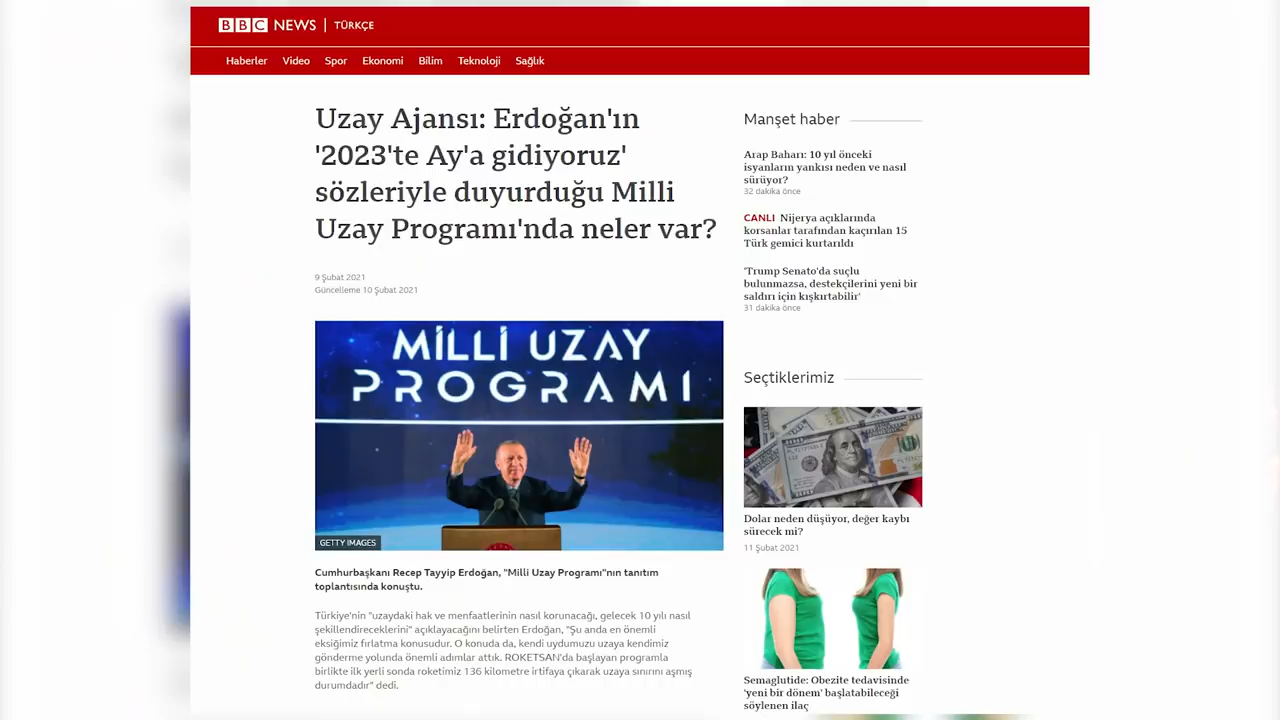 BBC NEWS | TÜRKÇE
Haberler Video Spor Ekonomi Bilim Teknoloji Sağlık
Uzay Ajansı: Erdoğan'ın
'2023'te Ay'a gidiyoruz'
sözleriyle duyurduğu Milli
Uzay Programı'nda neler var?
9 Şubat 2021
Güncelleme 10 Şubat 2021
MİLLİ UZAY
PROGRAMI
GETTY IMAGES
Cumhurbaşkanı Recep Tayyip Erdoğan, "Milli Uzay Programı"nın tanıtım
toplantısında konuştu.
Türkiye'nin "uzaydaki hak ve menfaatlerinin nasıl korunacağı, gelecek 10 yılı nasıl
şekillendireceklerini" açıklayacağını belirten Erdoğan, "Şu anda en önemli
eksiğimiz fırlatma konusudur. O konuda da, kendi uydumuzu uzaya kendimiz
gönderme yolunda önemli adımlar attık. ROKETSAN'da başlayan programla
birlikte ilk yerli sonda roketimiz 136 kilometre irtifaya çıkarak uzaya sınırını aşmış
durumdadır" dedi.
Manşet haber
Arap Baharı: 10 yıl önceki
isyanların yankısı neden ve nasıl
sürüyor?
32 dakika önce
CANLI Nijerya açıklarında
korsanlar tarafından kaçırılan 15
Türk gemici kurtarıldı
'Trump Senato'da suçlu
bulunmazsa, destekçilerini yeni bir
saldırı için kışkırtabilir'
31 dakika önce
Seçtiklerimiz
Dolar neden düşüyor, değer kaybı
sürecek mi?
11 Şubat 2021
Semaglutide: Obezite tedavisinde
'yeni bir dönem' başlatabileceği
söylenen ilaç